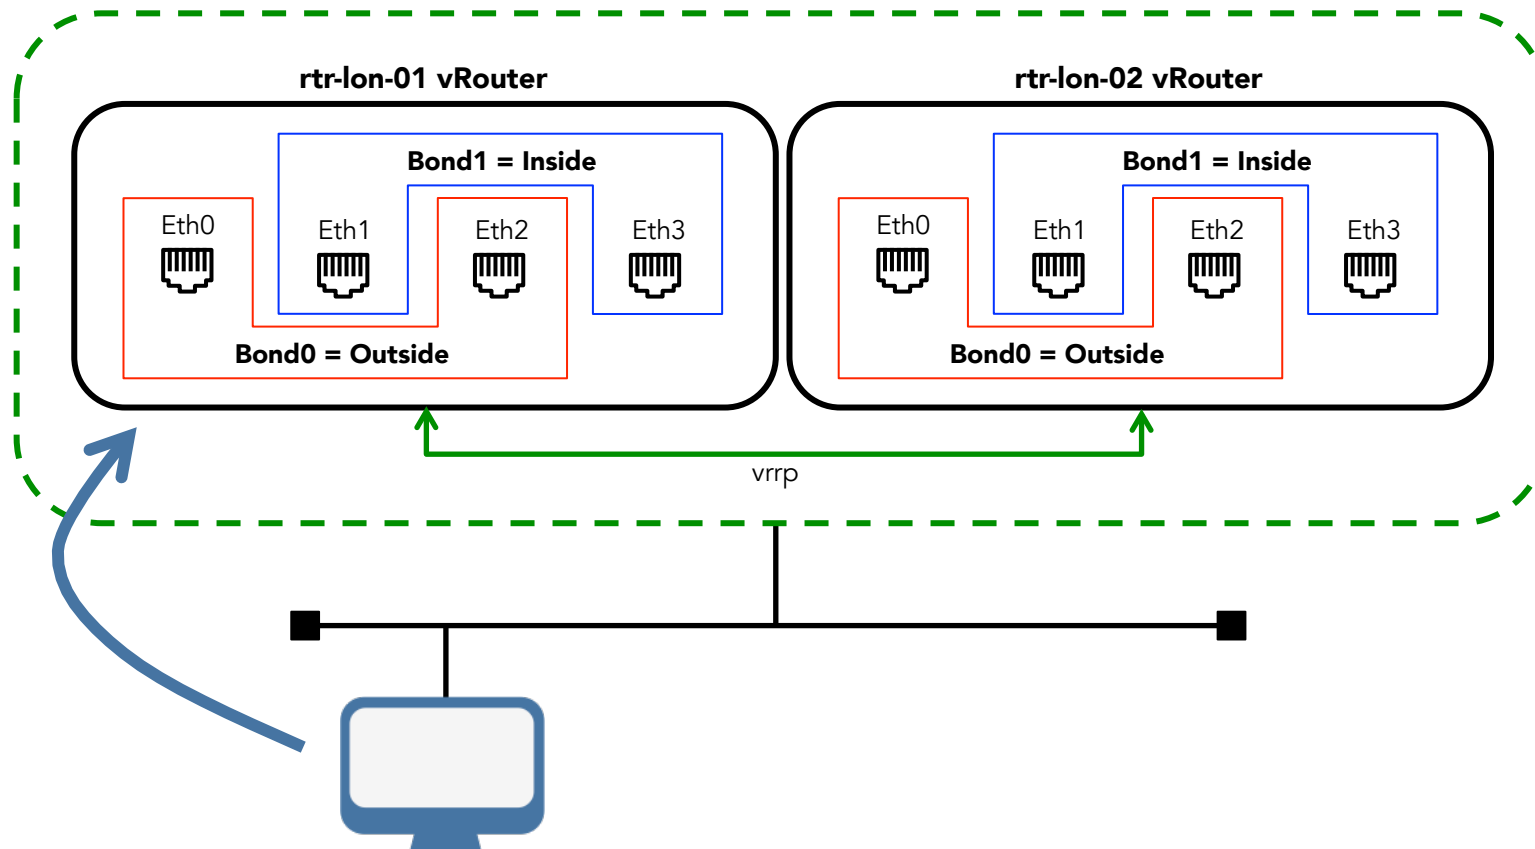 rtr-lon-01 vRouter
Bond1 = Inside
Eth0
Eth1
Eth2
Eth3
Bond0 = Outside
rtr-lon-02 vRouter
Bond1 = Inside
Eth0
Eth1
Eth2
Eth3
Bond0 = Outside
vrrp